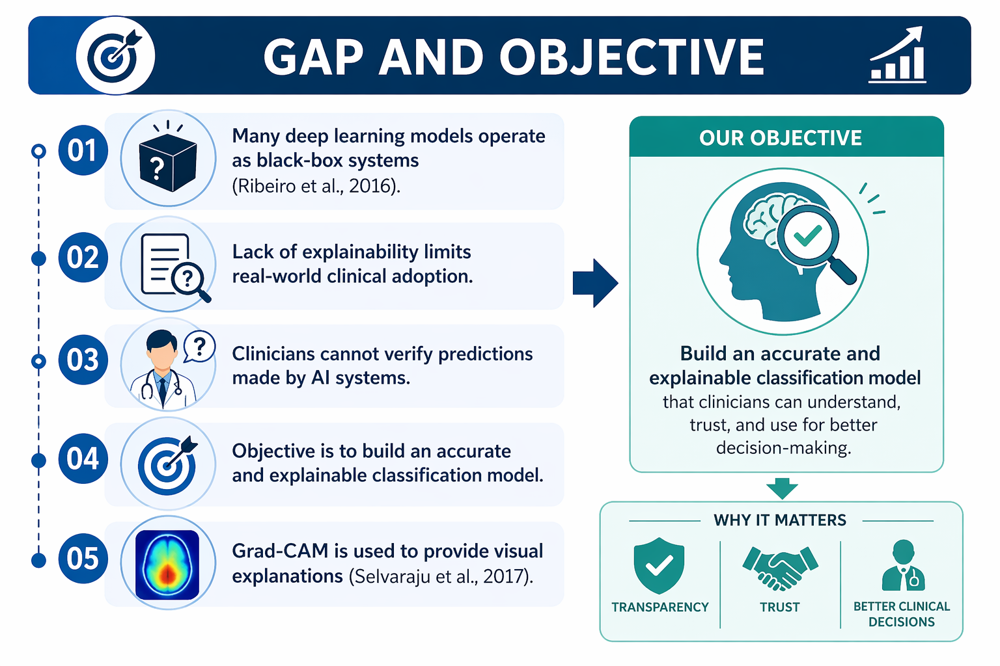 GAP AND OBJECTIVE
01
Many deep learning models operate
as black-box systems
(Ribeiro et al., 2016).
?
02
Lack of explainability limits
real-world clinical adoption.
?
03
Clinicians cannot verify predictions
made by AI systems.
?
04
Objective is to build an accurate
and explainable classification model.
05
Grad-CAM is used to provide visual
explanations (Selvaraju et al., 2017).
OUR OBJECTIVE
Build an accurate and
explainable classification model
that clinicians can understand,
trust, and use for better
decision-making.
WHY IT MATTERS
TRANSPARENCY
TRUST
BETTER CLINICAL
DECISIONS